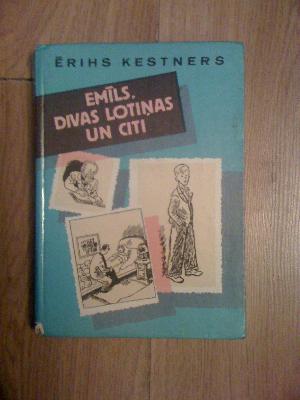 ĒRIHS KESTNERS
EMĪLS.
DIVAS LOTIŅAS
UN CITI